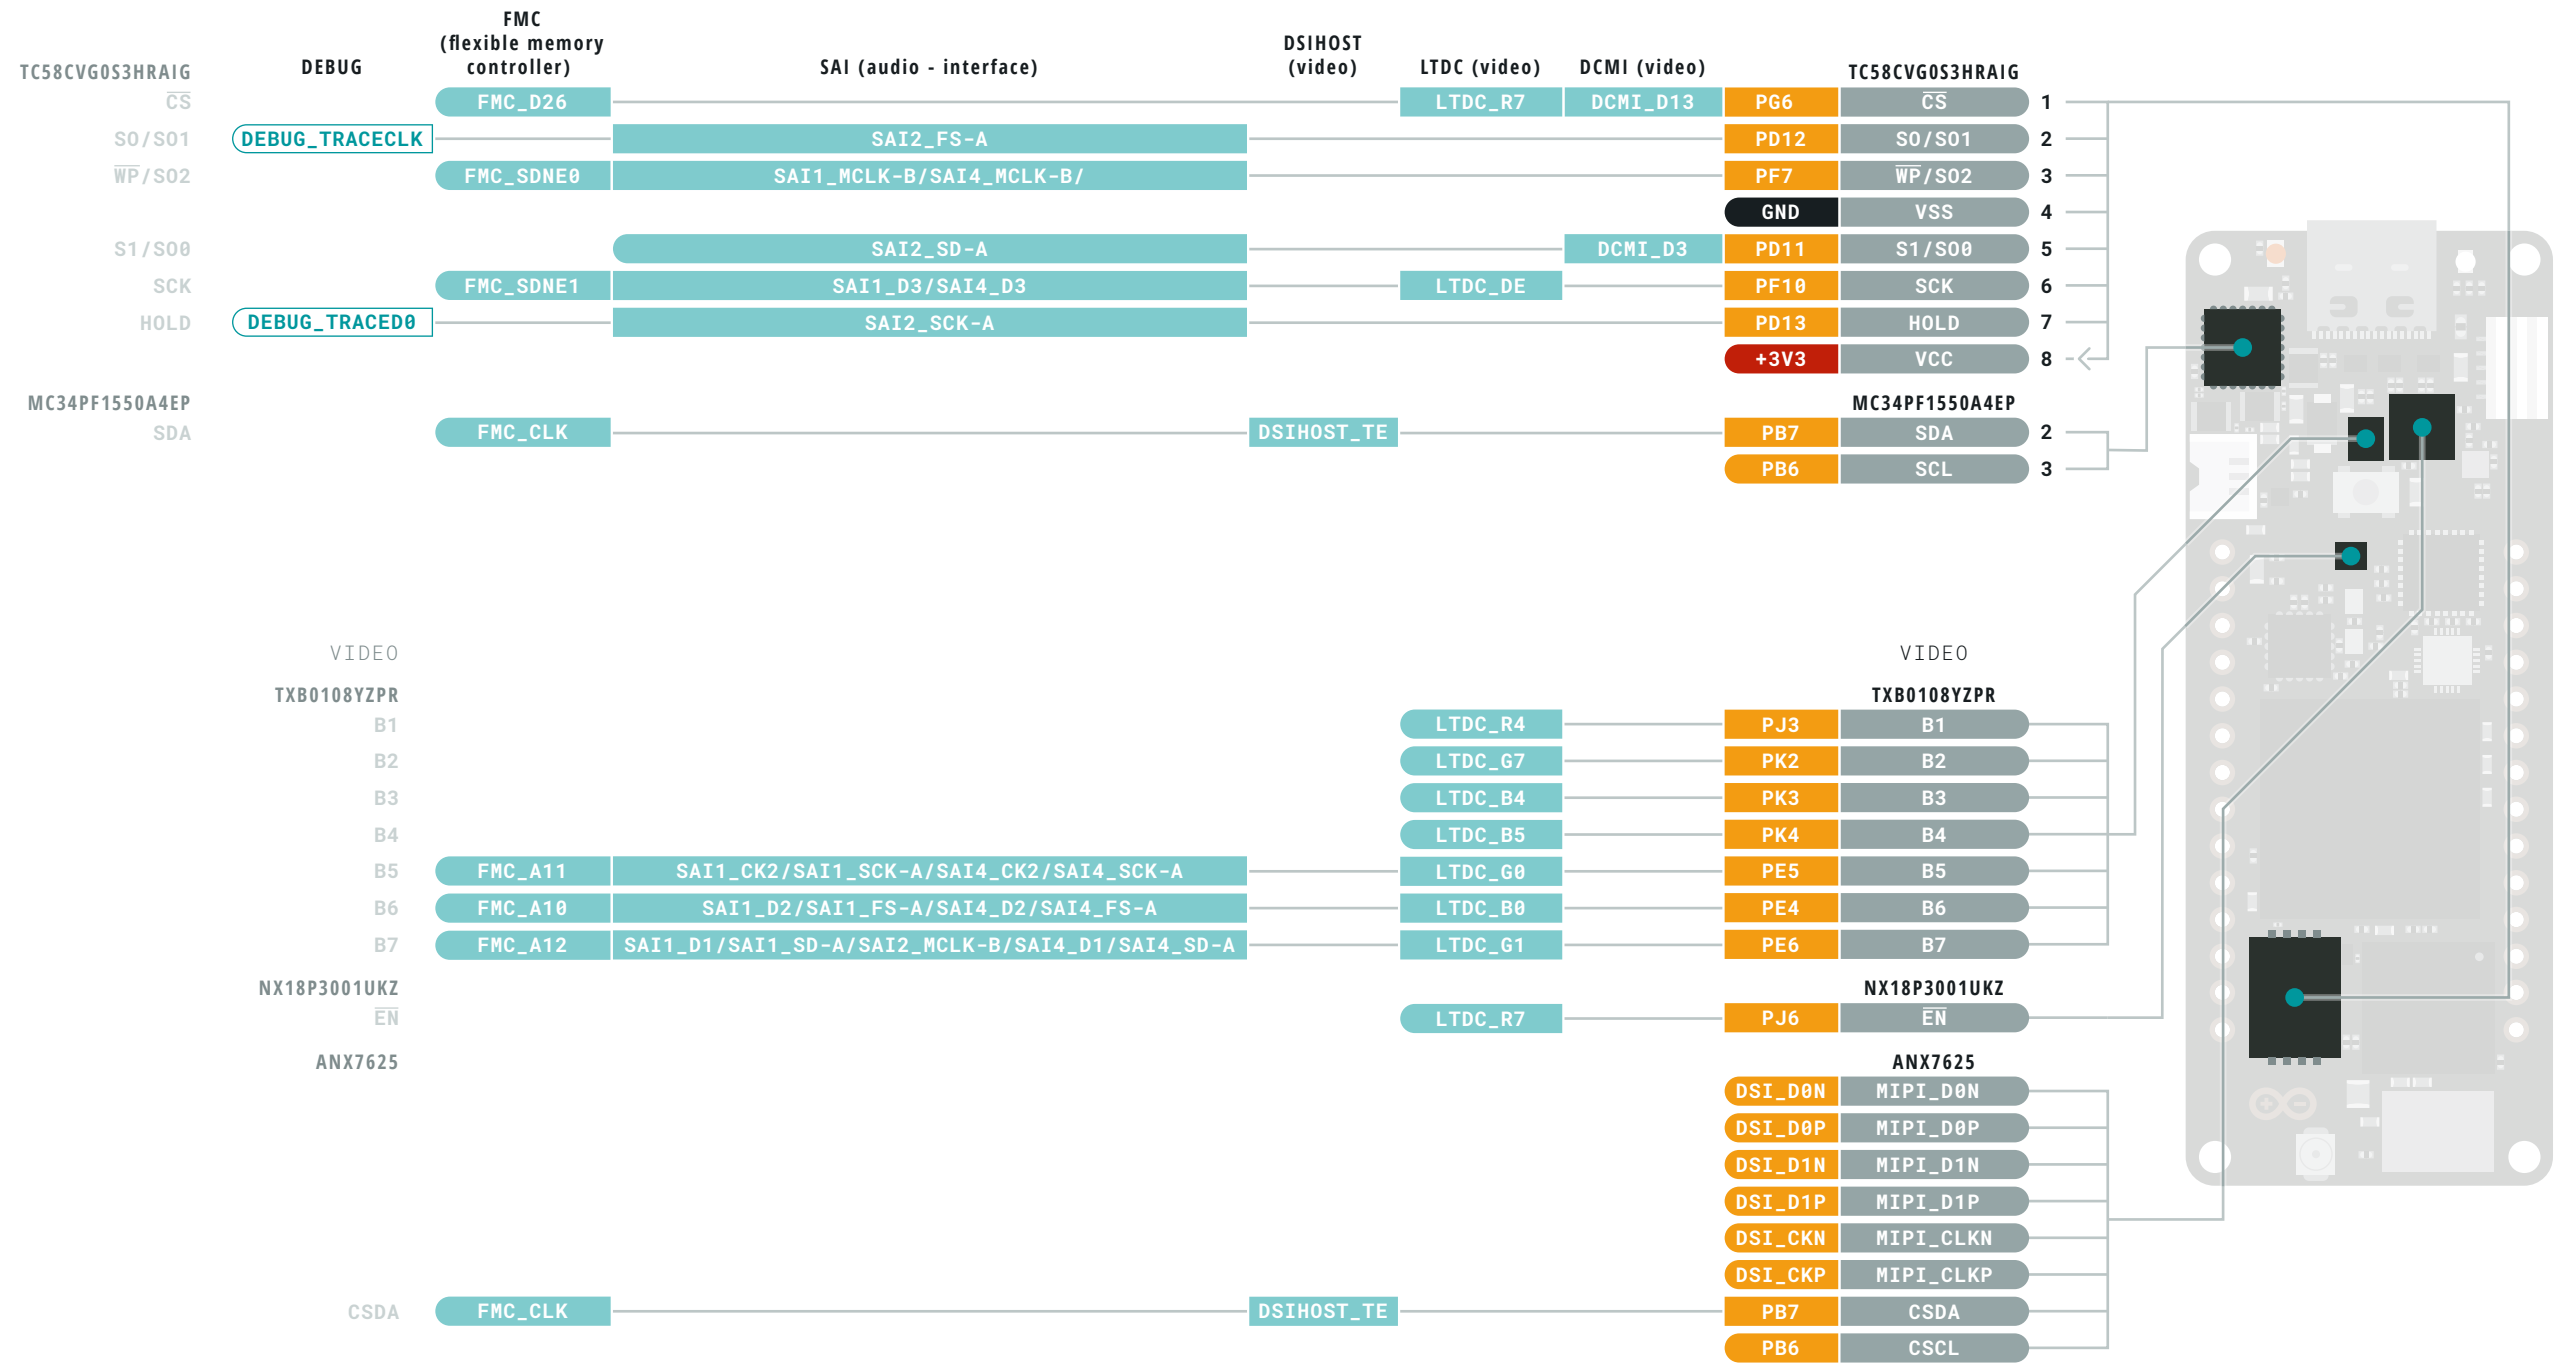 FMC
(flexible memory
controller)
DSIHOST
(video)
TC58CVG0S3HRAIG DEBUG SAI (audio - interface) LTDC (video) DCMI (video) TC58CVG0S3HRAIG
CS FMC_D26 LTDC_R7 DCMI_D13 PG6 CS 1
SO/SO1 DEBUG_TRACECLK SAI2_FS-A PD12 SO/SO1 2
WP/SO2 FMC_SDNE0 SAI1_MCLK-B/SAI4_MCLK-B/ PF7 WP/SO2 3
GND VSS 4
S1/SO0 SAI2_SD-A DCMI_D3 PD11 S1/SO0 5
SCK FMC_SDNE1 SAI1_D3/SAI4_D3 LTDC_DE PF10 SCK 6
HOLD DEBUG_TRACED0 SAI2_SCK-A PD13 HOLD 7
+3V3 VCC 8
MC34PF1550A4EP MC34PF1550A4EP
SDA FMC_CLK DSIHOST_TE PB7 SDA 2
PB6 SCL 3
VIDEO VIDEO
TXB0108YZPR TXB0108YZPR
B1 LTDC_R4 PJ3 B1
B2 LTDC_G7 PK2 B2
B3 LTDC_B4 PK3 B3
B4 LTDC_B5 PK4 B4
B5 FMC_A11 SAI1_CK2/SAI1_SCK-A/SAI4_CK2/SAI4_SCK-A LTDC_G0 PE5 B5
B6 FMC_A10 SAI1_D2/SAI1_FS-A/SAI4_D2/SAI4_FS-A LTDC_B0 PE4 B6
B7 FMC_A12 SAI1_D1/SAI1_SD-A/SAI2_MCLK-B/SAI4_D1/SAI4_SD-A LTDC_G1 PE6 B7
NX18P3001UKZ NX18P3001UKZ
EN LTDC_R7 PJ6 EN
ANX7625 ANX7625
DSI_D0N MIPI_D0N
DSI_D0P MIPI_D0P
DSI_D1N MIPI_D1N
DSI_D1P MIPI_D1P
DSI_CKN MIPI_CLKN
DSI_CKP MIPI_CLKP
CSDA FMC_CLK DSIHOST_TE PB7 CSDA
PB6 CSCL